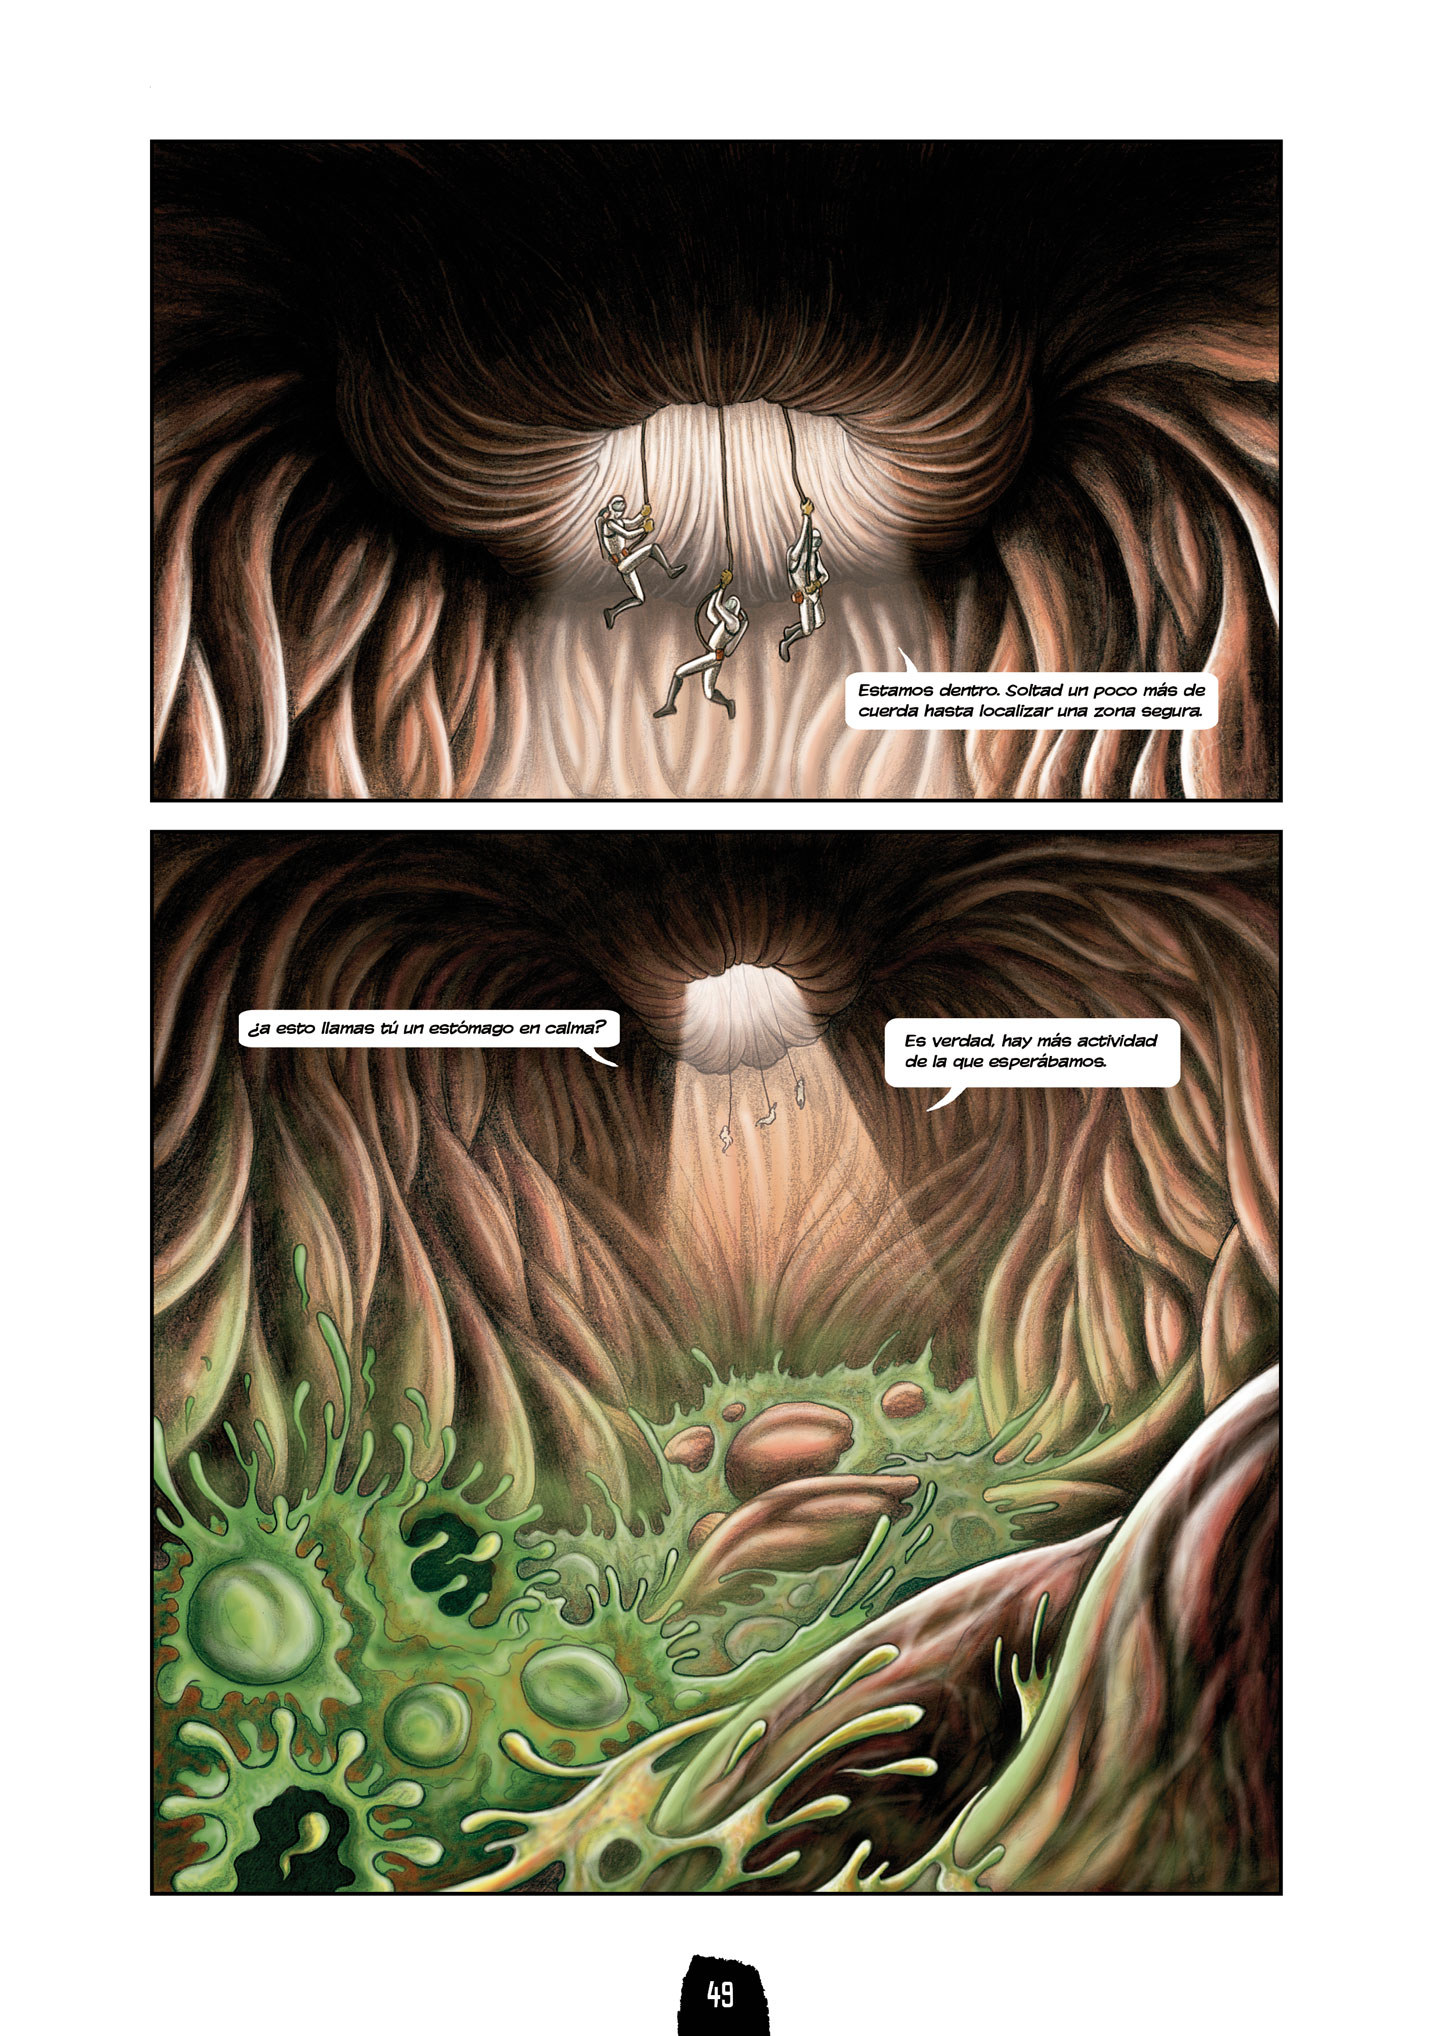 Estamos dentro. Soltad un poco más de
cuerda hasta localizar una zona segura.
¿a esto llamas tú un estómago en calma?
Es verdad, hay más actividad
de la que esperábamos.
49